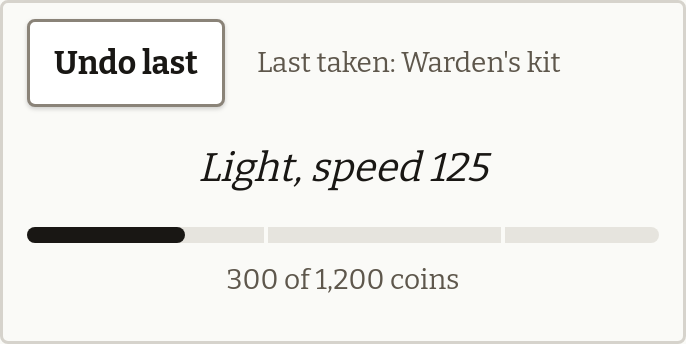 Undo last
Last taken: Warden's kit
Light, speed 125
300 of 1,200 coins